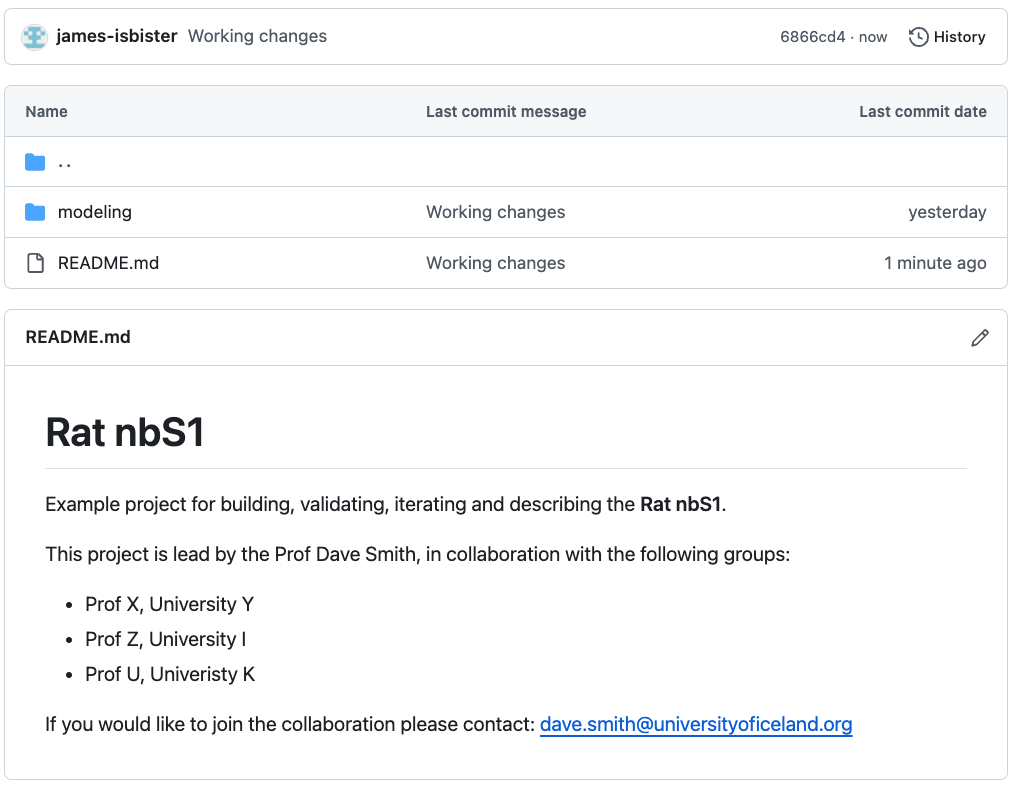 james-isbister Working changes 6866cd4 · now History
Name Last commit message Last commit date
..
modeling Working changes yesterday
README.md Working changes 1 minute ago
README.md
Rat nbS1
Example project for building, validating, iterating and describing the Rat nbS1.
This project is lead by the Prof Dave Smith, in collaboration with the following groups:
• Prof X, University Y
• Prof Z, University I
• Prof U, Univeristy K
If you would like to join the collaboration please contact: dave.smith@universityoficeland.org